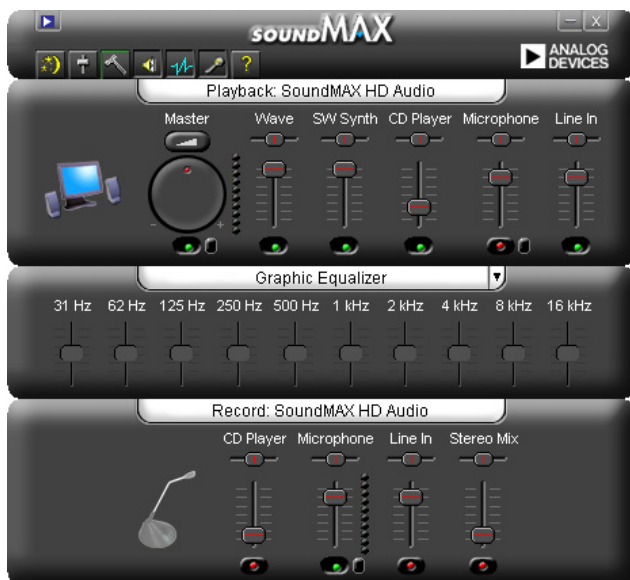 SOUNDMAX
ANALOG
DEVICES
Playback: SoundMAX HD Audio
Master Wave SW Synth CD Player Microphone Line In
- +
Graphic Equalizer
31 Hz 62 Hz 125 Hz 250 Hz 500 Hz 1 kHz 2 kHz 4 kHz 8 kHz 16 kHz
Record: SoundMAX HD Audio
CD Player Microphone Line In Stereo Mix